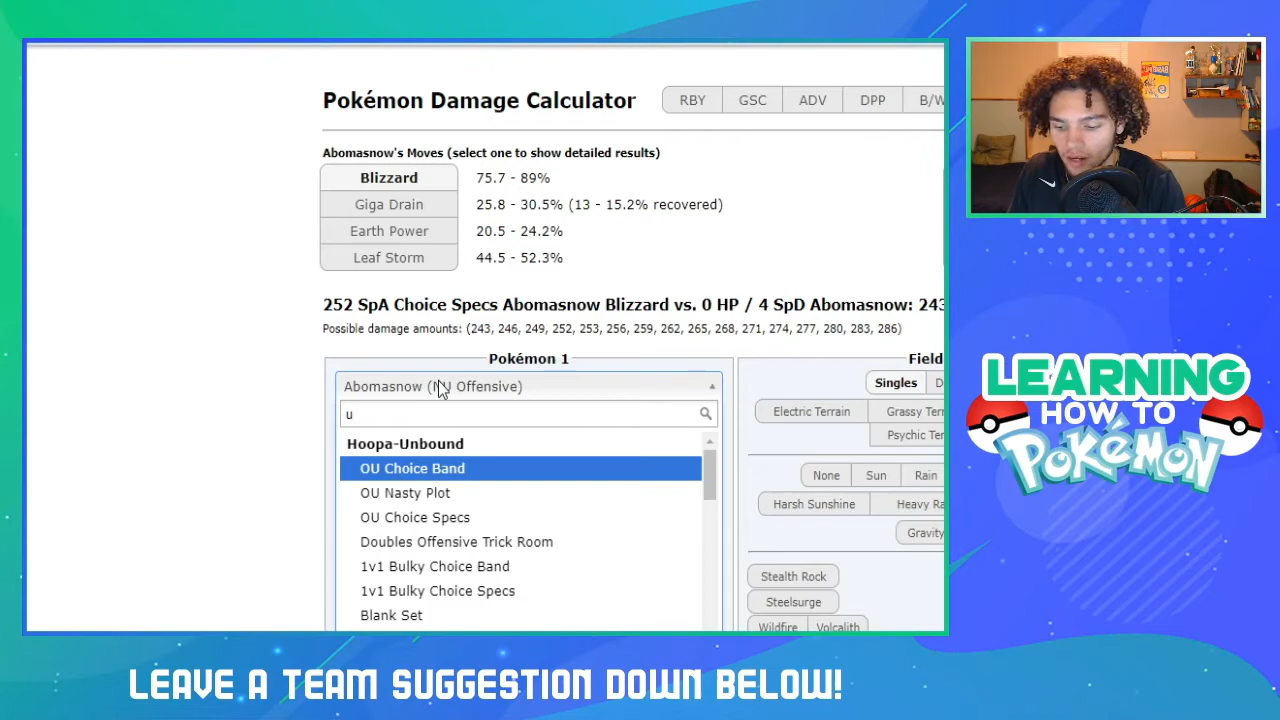 Pokémon Damage Calculator
RBY GSC ADV DPP B/W
Abomasnow's Moves (select one to show detailed results)
Blizzard 75.7 - 89%
Giga Drain 25.8 - 30.5% (13 - 15.2% recovered)
Earth Power 20.5 - 24.2%
Leaf Storm 44.5 - 52.3%
252 SpA Choice Specs Abomasnow Blizzard vs. 0 HP / 4 SpD Abomasnow: 243
Possible damage amounts: (243, 246, 249, 252, 253, 256, 259, 262, 265, 268, 271, 274, 277, 280, 283, 286)
Pokémon 1
Abomasnow (NU Offensive)
u
Hoopa-Unbound
OU Choice Band
OU Nasty Plot
OU Choice Specs
Doubles Offensive Trick Room
1v1 Bulky Choice Band
1v1 Bulky Choice Specs
Blank Set
Field
Singles D
Electric Terrain Grassy Terr
Psychic Ter
None Sun Rain
Harsh Sunshine Heavy Ra
Gravity
Stealth Rock
Steelsurge
Wildfire Volcalith
LEARNING
HOW TO
POKÉMON
LEAVE A TEAM SUGGESTION DOWN BELOW!